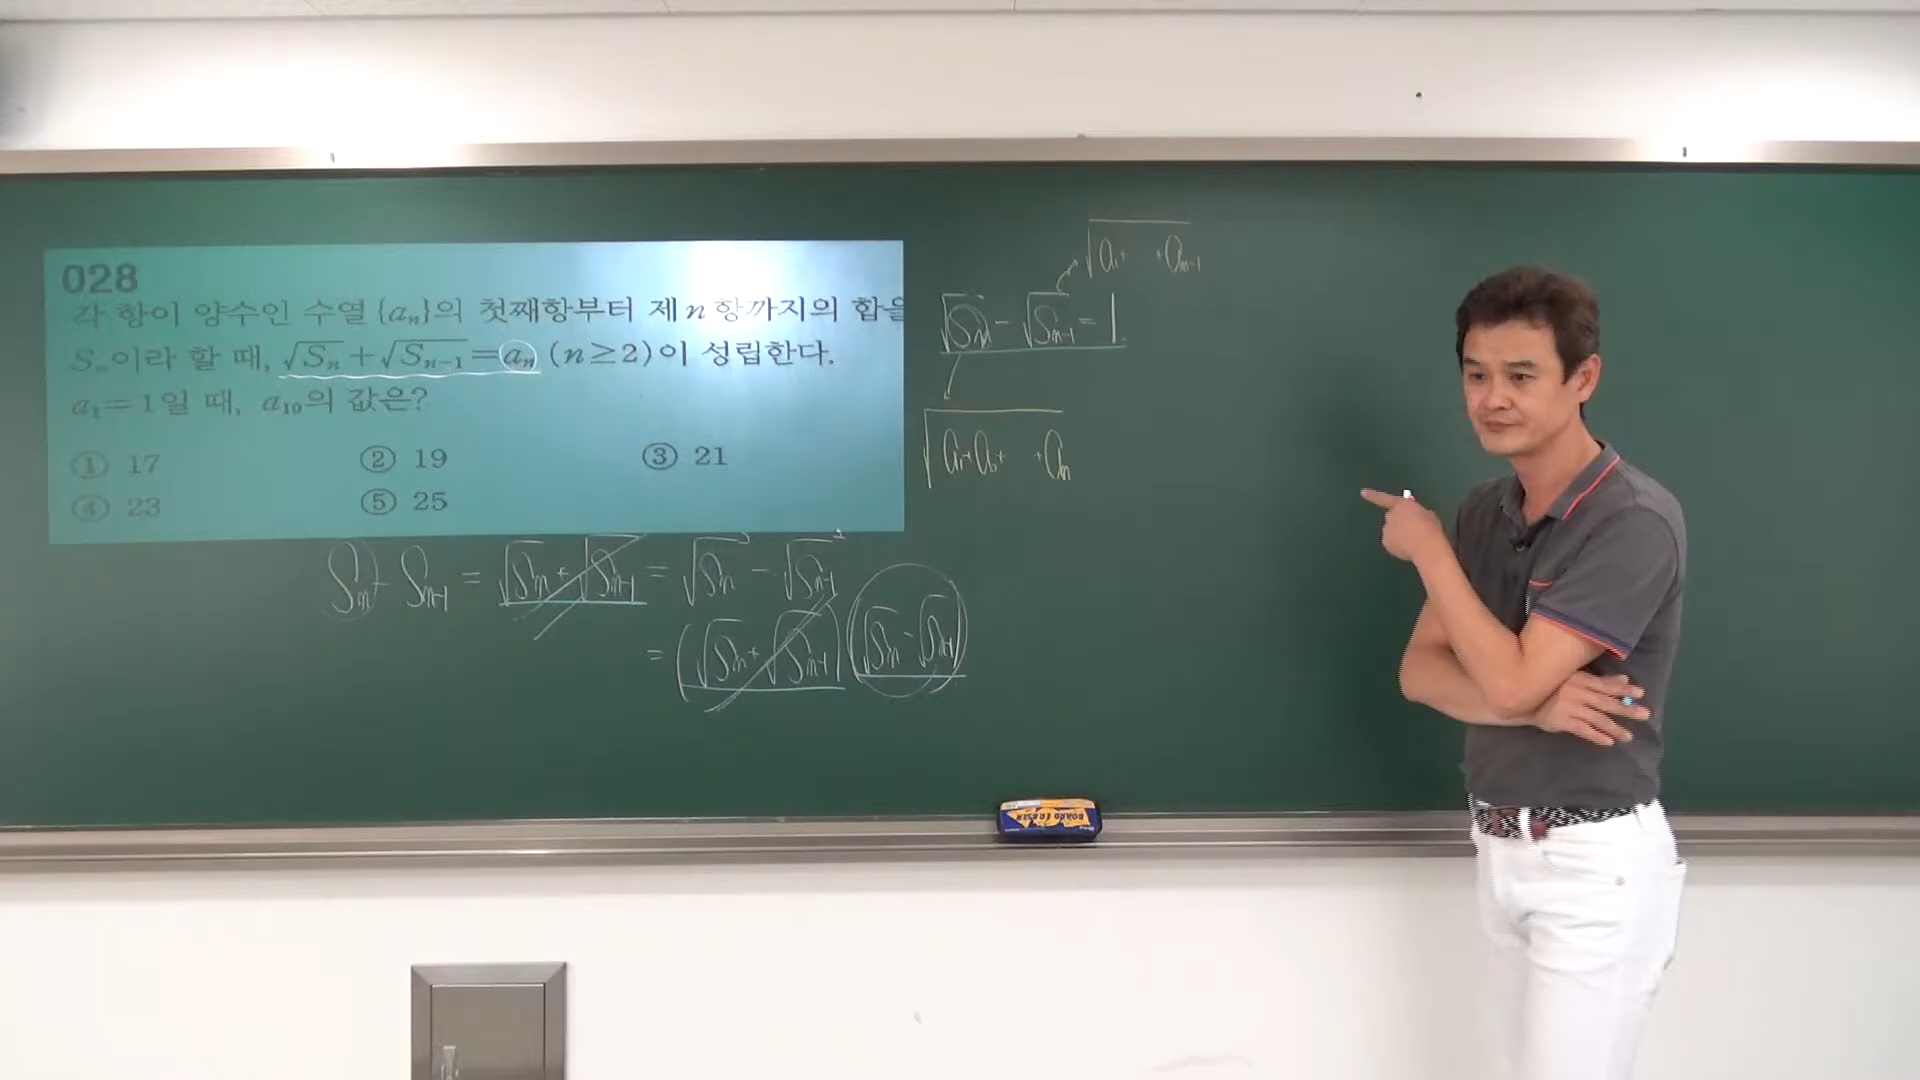 028
각 항이 양수인 수열 {aₙ}의 첫째항부터 제 n 항까지의 합을
Sₙ이라 할 때, √Sₙ + √Sₙ₋₁ = aₙ (n≥2)이 성립한다.
a₁=1일 때, a₁₀의 값은?
① 17 ② 19 ③ 21
④ 23 ⑤ 25
Sₙ - Sₙ₋₁ = √Sₙ + √Sₙ₋₁ = √Sₙ² - √Sₙ₋₁²
= (√Sₙ + √Sₙ₋₁)(√Sₙ - √Sₙ₋₁)
√a₁+ +aₙ₋₁
√Sₙ - √Sₙ₋₁ = 1
√a₁+a₂+ +aₙ
BOARD ERASER